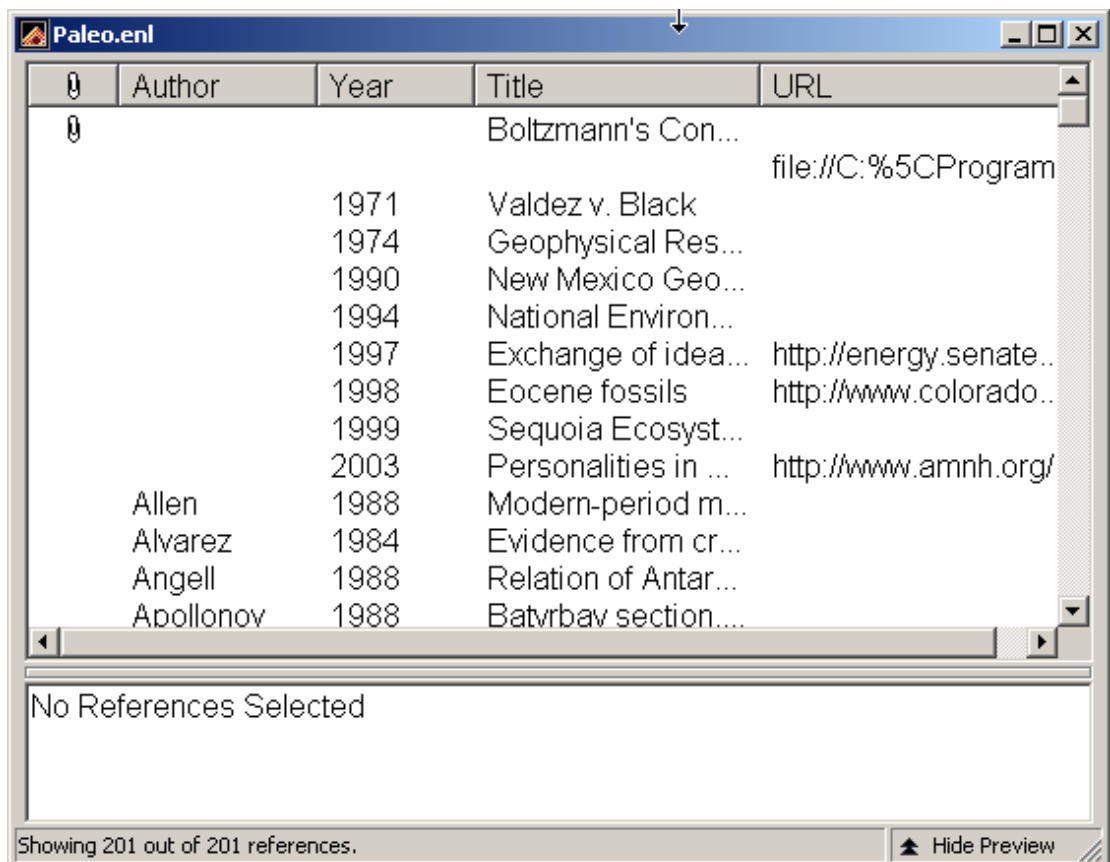 Paleo.enl
Author Year Title URL
Boltzmann's Con...
file://C:%5CProgram
1971 Valdez v. Black
1974 Geophysical Res...
1990 New Mexico Geo...
1994 National Environ...
1997 Exchange of idea... http://energy.senate..
1998 Eocene fossils http://www.colorado..
1999 Sequoia Ecosyst...
2003 Personalities in ... http://www.amnh.org/
Allen 1988 Modern-period m...
Alvarez 1984 Evidence from cr...
Angell 1988 Relation of Antar...
Apollonov 1988 Batyrbay section....
No References Selected
Showing 201 out of 201 references. Hide Preview